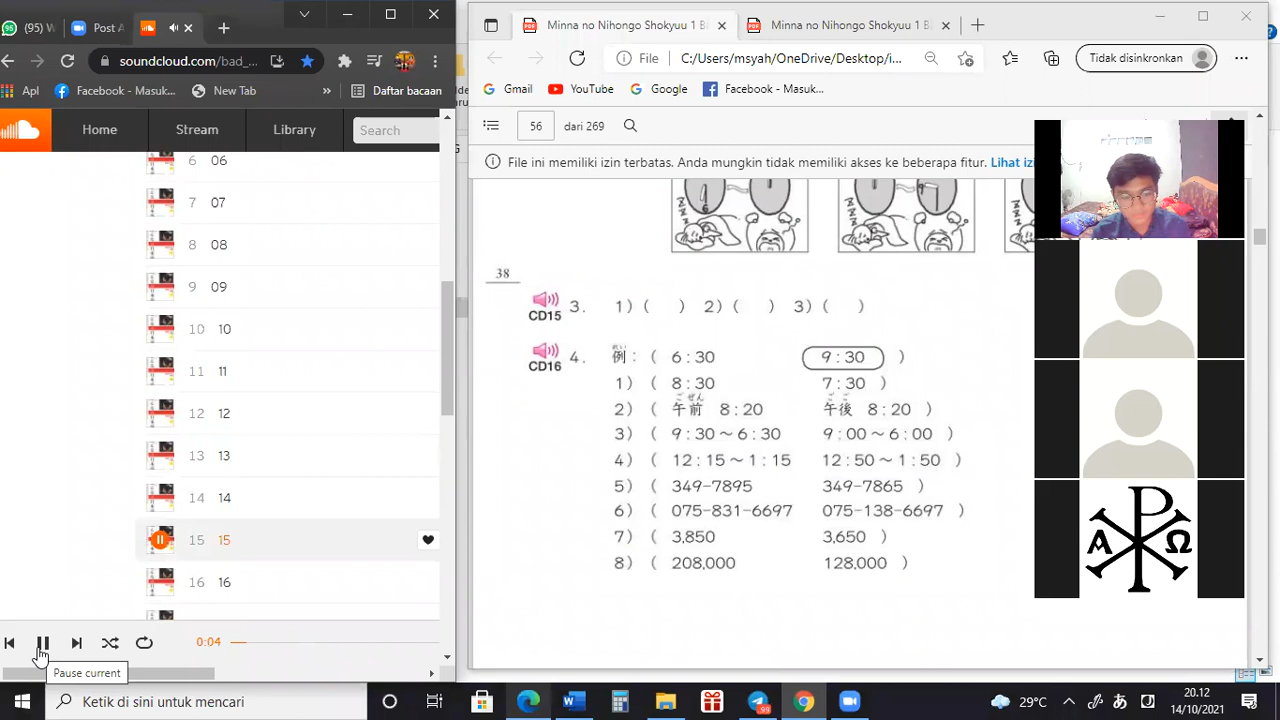 (95) W
Post A
Minna no Nihongo Shokyuu 1 B
Minna no Nihongo Shokyuu 1 B
soundcloud.com/bad_...
File
C:/Users/msyah/OneDrive/Desktop/i...
Tidak disinkronkan
Apl
Facebook - Masuk...
New Tab
»
Daftar bacaan
Gmail
YouTube
Google
Facebook - Masuk...
Home
Stream
Library
Search
56
dari 269
File ini memiliki izin terbatas. Anda mungkin tidak memiliki akses ke beberapa fitur. Lihat izi
6 06
7 07
8 08
9 09
10 10
11 11
12 12
13 13
14 14
15 15
16 16
0:04
Pause current
38
CD15
3. 1) ( ) 2) ( ) 3) (
CD16
れい
4. 例: ( 6:30 9:30 )
1) ( 8:30 7:30 )
ごぜん ごご
2) ( 午前 8:20 午後 8:20 )
3) ( 9:30～6:30 9:00～6:00 )
4) ( 12:15～1:15 12:50～1:50 )
5) ( 349-7895 349-7865 )
6) ( 075-831-6697 075-138-6697 )
7) ( 3,850 3,650 )
8) ( 208,000 128,000 )
Α Ω
Ketik di sini untuk mencari
29°C
20.12
14/10/2021